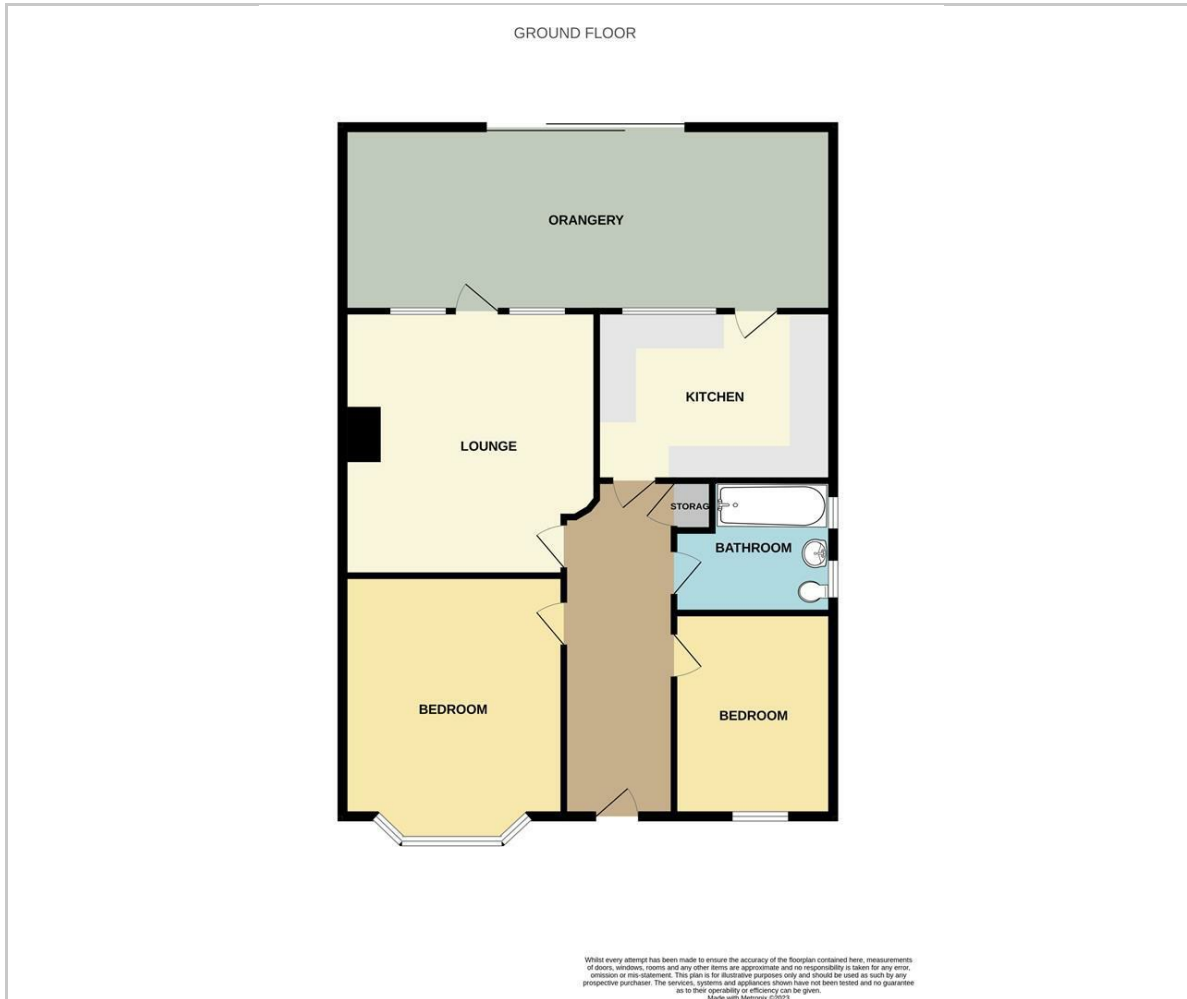 GROUND FLOOR
ORANGERY
KITCHEN
LOUNGE
STORAG
BATHROOM
BEDROOM
BEDROOM
Whilst every attempt has been made to ensure the accuracy of the floorplan contained here, measurements
of doors, windows, rooms and any other items are approximate and no responsibility is taken for any error,
omission or mis-statement. This plan is for illustrative purposes only and should be used as such by any
prospective purchaser. The services, systems and appliances shown have not been tested and no guarantee
as to their operability or efficiency can be given.
Made with Metropix ©2023